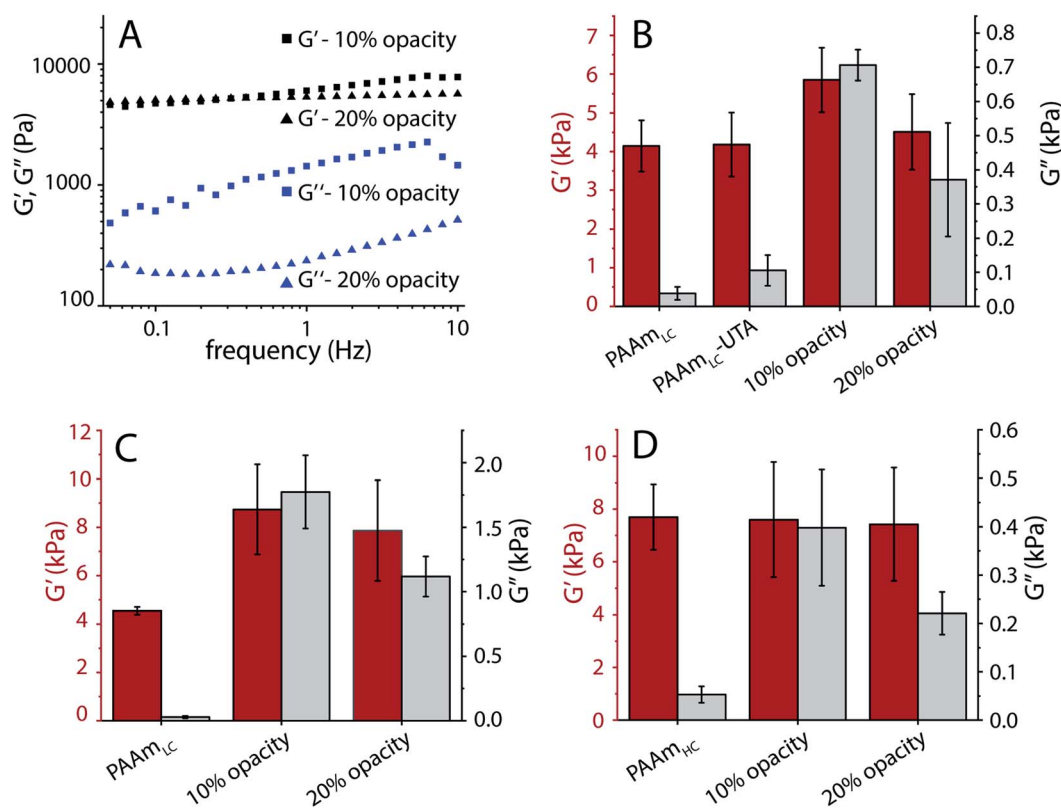 A
G′ - 10% opacity
G′ - 20% opacity
G′′ - 10% opacity
G′′ - 20% opacity
10000
1000
100
G′, G″ (Pa)
0.1 1 10
frequency (Hz)
B
7
6
5
4
3
2
1
0
G′ (kPa)
0.8
0.7
0.6
0.5
0.4
0.3
0.2
0.1
0.0
G″ (kPa)
PAAm_LC
PAAm_LC-UTA
10% opacity
20% opacity
C
12
10
8
6
4
2
0
G′ (kPa)
2.0
1.5
1.0
0.5
0.0
G″ (kPa)
PAAm_LC
10% opacity
20% opacity
D
10
8
6
4
2
0
G′ (kPa)
0.6
0.5
0.4
0.3
0.2
0.1
0.0
G″ (kPa)
PAAm_HC
10% opacity
20% opacity